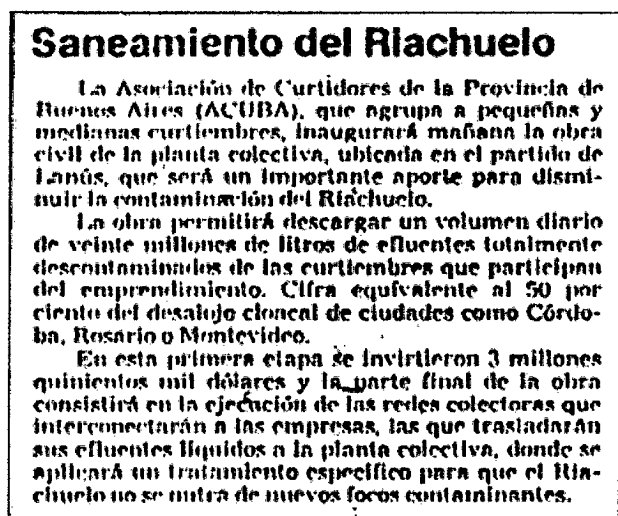 Saneamiento del Riachuelo
La Asociación de Curtidores de la Provincia de
Buenos Aires (ACUBA), que agrupa a pequeñas y
medianas curtiembres, inaugurará mañana la obra
civil de la planta colectiva, ubicada en el partido de
Lanús, que será un importante aporte para dismi-
nuir la contaminación del Riachuelo.
La obra permitirá descargar un volumen diario
de veinte millones de litros de efluentes totalmente
descontaminados de las curtiembres que participan
del emprendimiento. Cifra equivalente al 50 por
ciento del desalojo cloacal de ciudades como Córdo-
ba, Rosario o Montevideo.
En esta primera etapa se invirtieron 3 millones
quinientos mil dólares y la parte final de la obra
consistirá en la ejecución de las redes colectoras que
interconectarán a las empresas, las que trasladarán
sus efluentes líquidos a la planta colectiva, donde se
aplicará un tratamiento específico para que el Ria-
chuelo no se nutra de nuevos focos contaminantes.